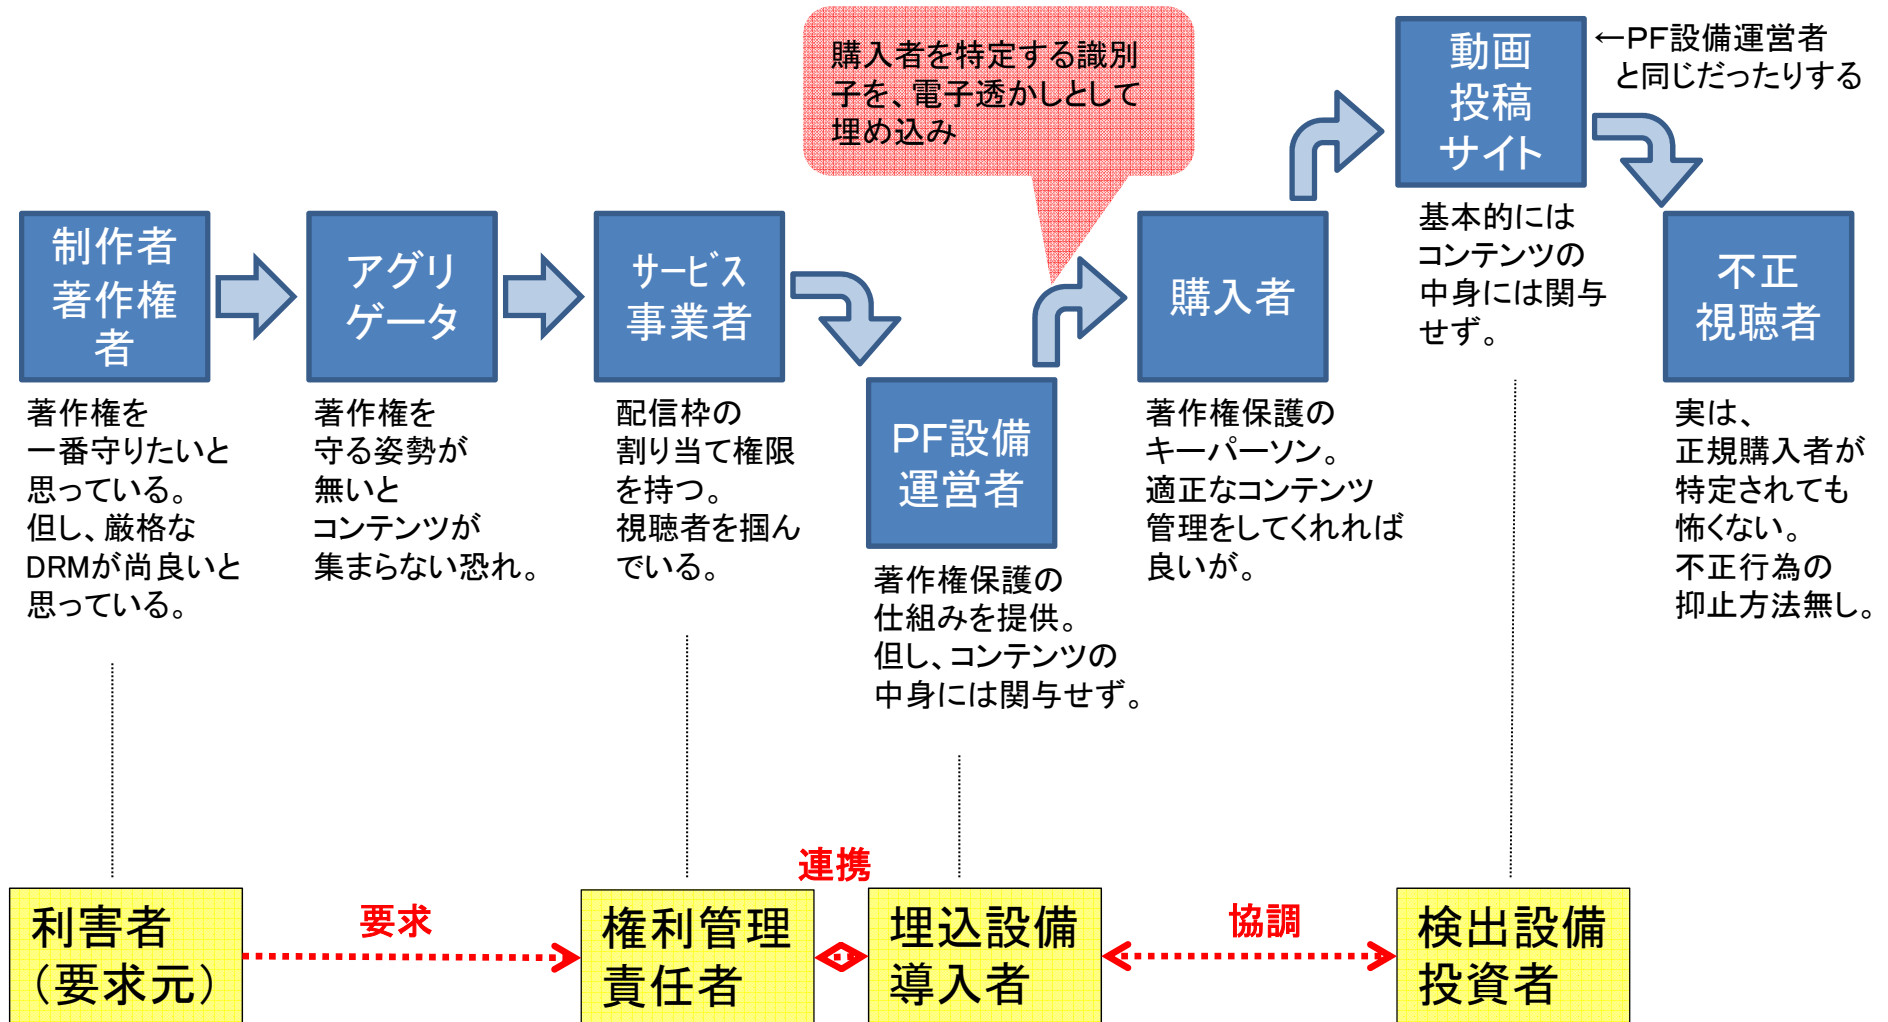 購入者を特定する識別
子を、電子透かしとして
埋め込み
動画
投稿
サイト
←PF設備運営者
と同じだったりする
制作者
著作権
者
アグリ
ゲータ
サービス
事業者
PF設備
運営者
購入者
不正
視聴者
著作権を
一番守りたいと
思っている。
但し、厳格な
DRMが尚良いと
思っている。
著作権を
守る姿勢が
無いと
コンテンツが
集まらない恐れ。
配信枠の
割り当て権限
を持つ。
視聴者を掴ん
でいる。
著作権保護の
仕組みを提供。
但し、コンテンツの
中身には関与せず。
著作権保護の
キーパーソン。
適正なコンテンツ
管理をしてくれれば
良いが。
基本的には
コンテンツの
中身には関与
せず。
実は、
正規購入者が
特定されても
怖くない。
不正行為の
抑止方法無し。
利害者
（要求元）
要求
権利管理
責任者
連携
埋込設備
導入者
協調
検出設備
投資者